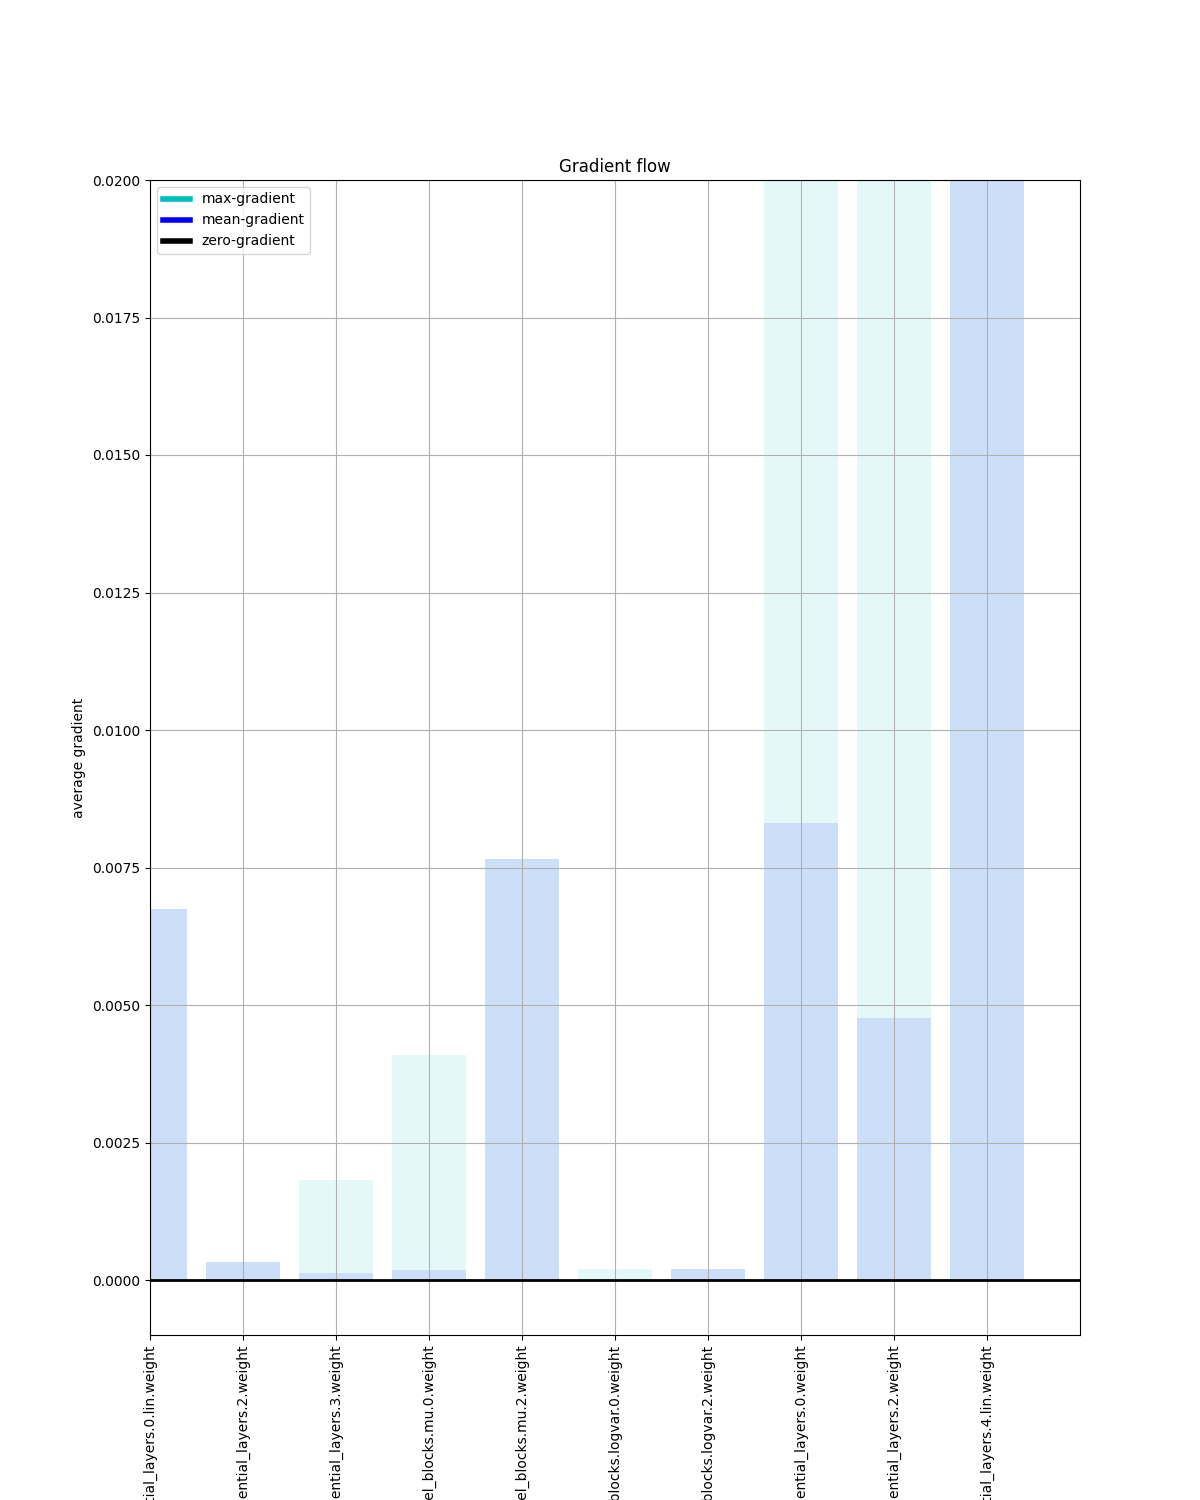 Gradient flow
max-gradient
mean-gradient
zero-gradient
0.0200
0.0175
0.0150
0.0125
0.0100
0.0075
0.0050
0.0025
0.0000
average gradient
tial_layers.0.lin.weight
ential_layers.2.weight
ential_layers.3.weight
el_blocks.mu.0.weight
el_blocks.mu.2.weight
blocks.logvar.0.weight
blocks.logvar.2.weight
ential_layers.0.weight
ential_layers.2.weight
tial_layers.4.lin.weight